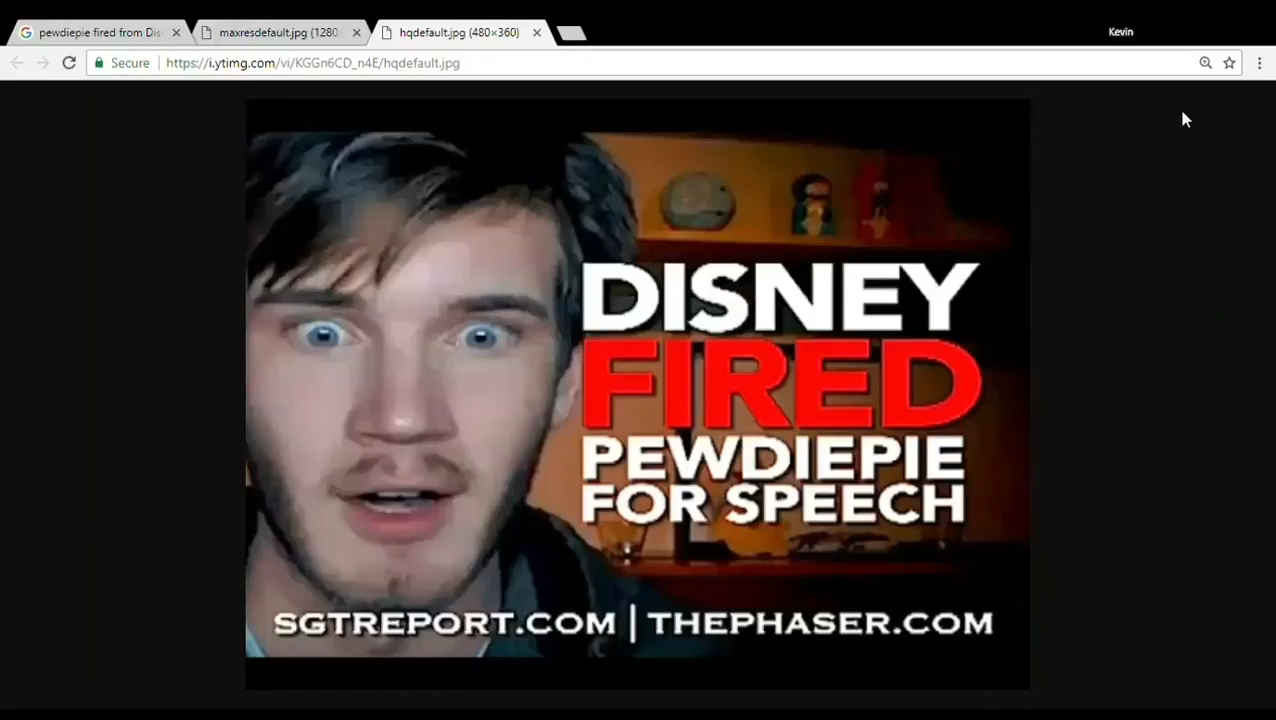 pewdiepie fired from Dis
maxresdefault.jpg (1280
hqdefault.jpg (480×360)
Kevin
Secure
https://i.ytimg.com/vi/KGGn6CD_n4E/hqdefault.jpg
DISNEY
FIRED
PEWDIEPIE
FOR SPEECH
SGTREPORT.COM | THEPHASER.COM